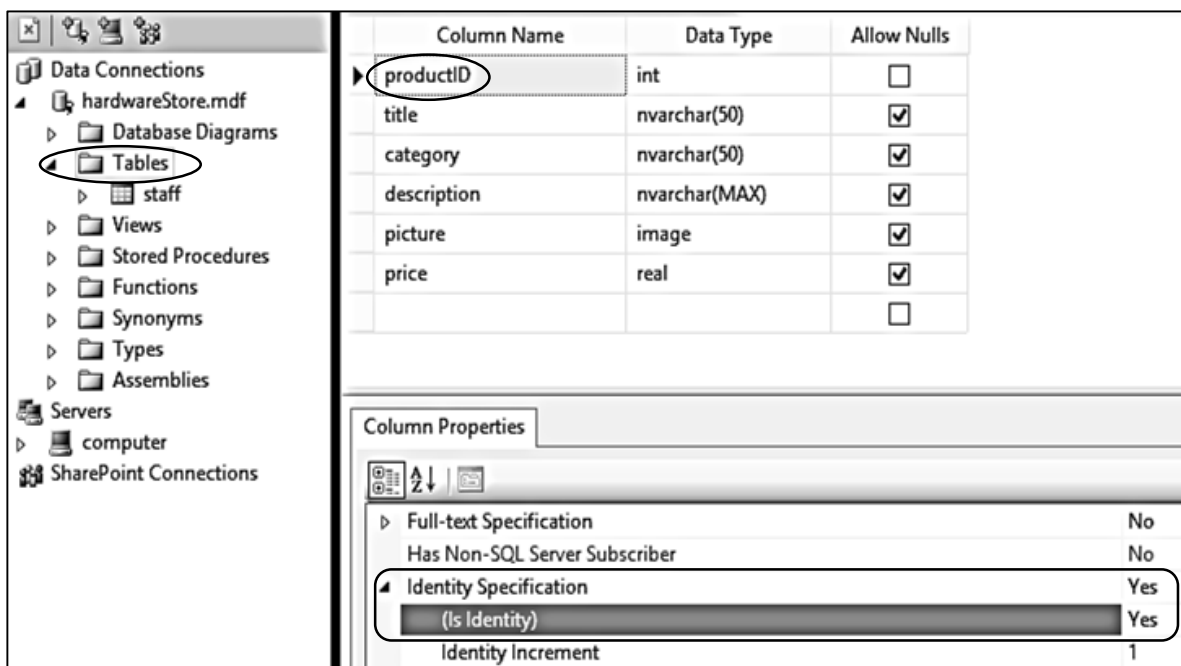 Data Connections
hardwareStore.mdf
Database Diagrams
Tables
staff
Views
Stored Procedures
Functions
Synonyms
Types
Assemblies
Servers
computer
SharePoint Connections
Column Name Data Type Allow Nulls
productID int
title nvarchar(50)
category nvarchar(50)
description nvarchar(MAX)
picture image
price real
Column Properties
A
Z
Full-text Specification No
Has Non-SQL Server Subscriber No
Identity Specification Yes
(Is Identity) Yes
Identity Increment 1